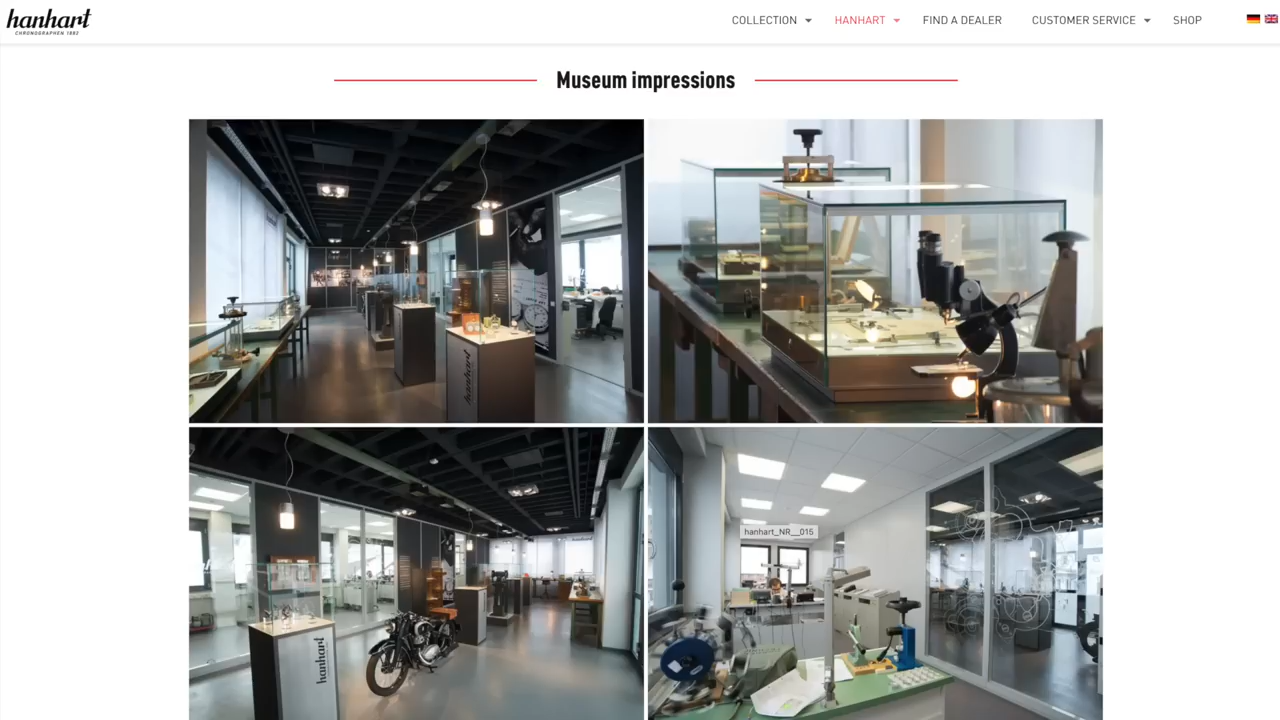 hanhart
CHRONOGRAPHEN 1882
COLLECTION
HANHART
FIND A DEALER
CUSTOMER SERVICE
SHOP
Museum impressions
hanhart
hanhart
hanhart_NR__015